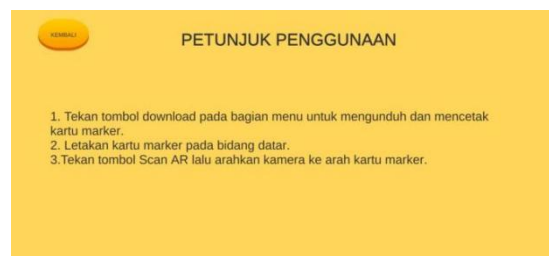 KEMBALI
PETUNJUK PENGGUNAAN
1. Tekan tombol download pada bagian menu untuk mengunduh dan mencetak
kartu marker.
2. Letakan kartu marker pada bidang datar.
3.Tekan tombol Scan AR lalu arahkan kamera ke arah kartu marker.